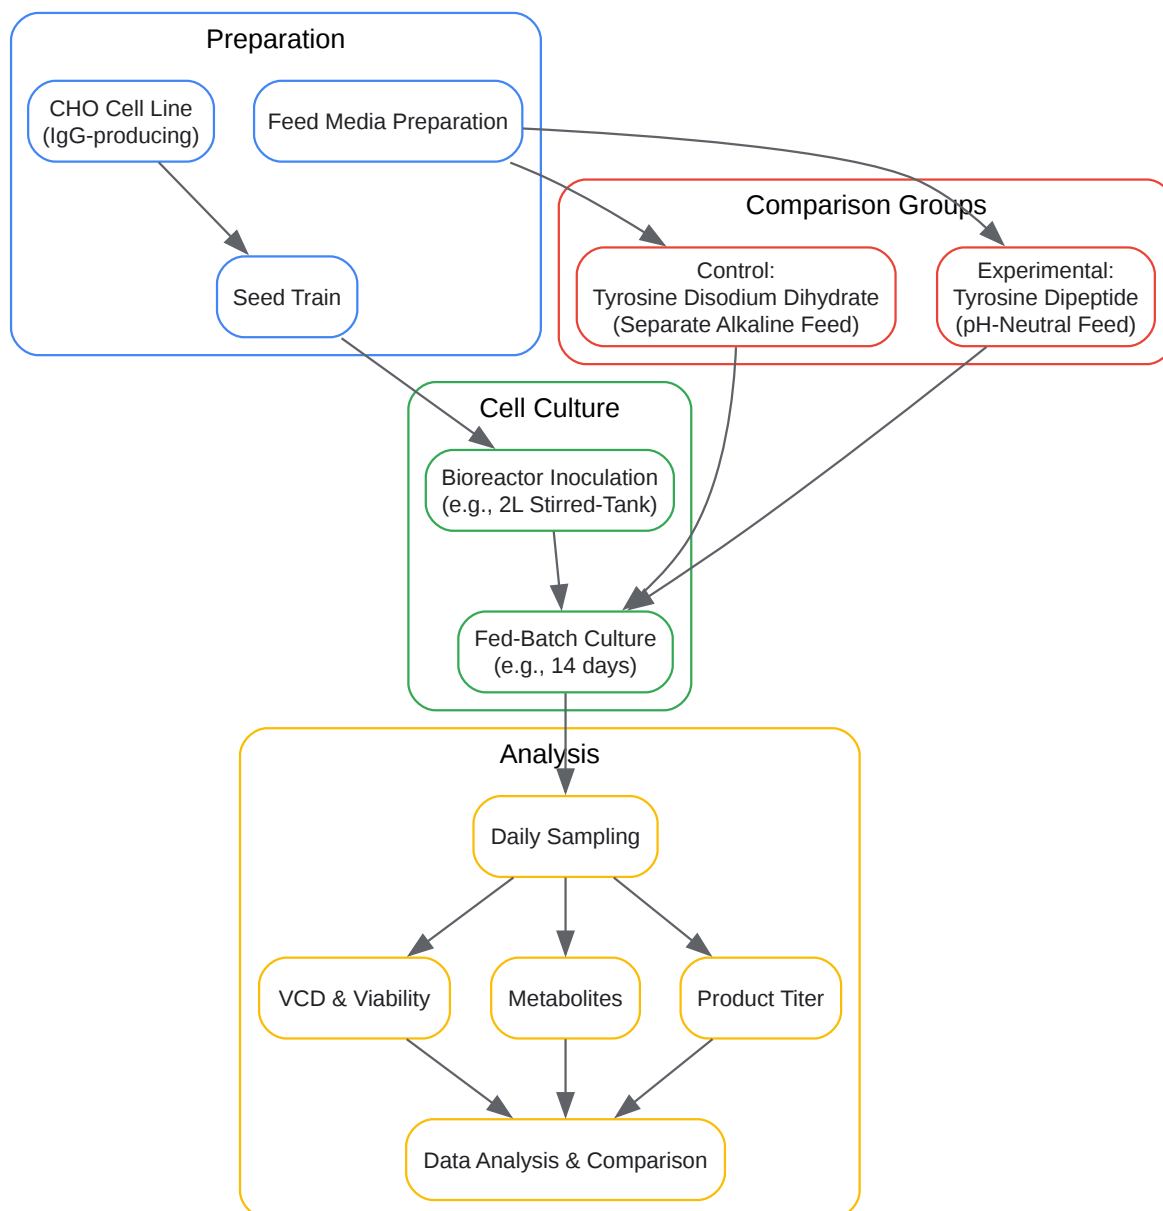 Preparation
CHO Cell Line
(IgG-producing)
Feed Media Preparation
Seed Train
Comparison Groups
Control:
Tyrosine Disodium Dihydrate
(Separate Alkaline Feed)
Experimental:
Tyrosine Dipeptide
(pH-Neutral Feed)
Cell Culture
Bioreactor Inoculation
(e.g., 2L Stirred-Tank)
Fed-Batch Culture
(e.g., 14 days)
Analysis
Daily Sampling
VCD & Viability
Metabolites
Product Titer
Data Analysis & Comparison